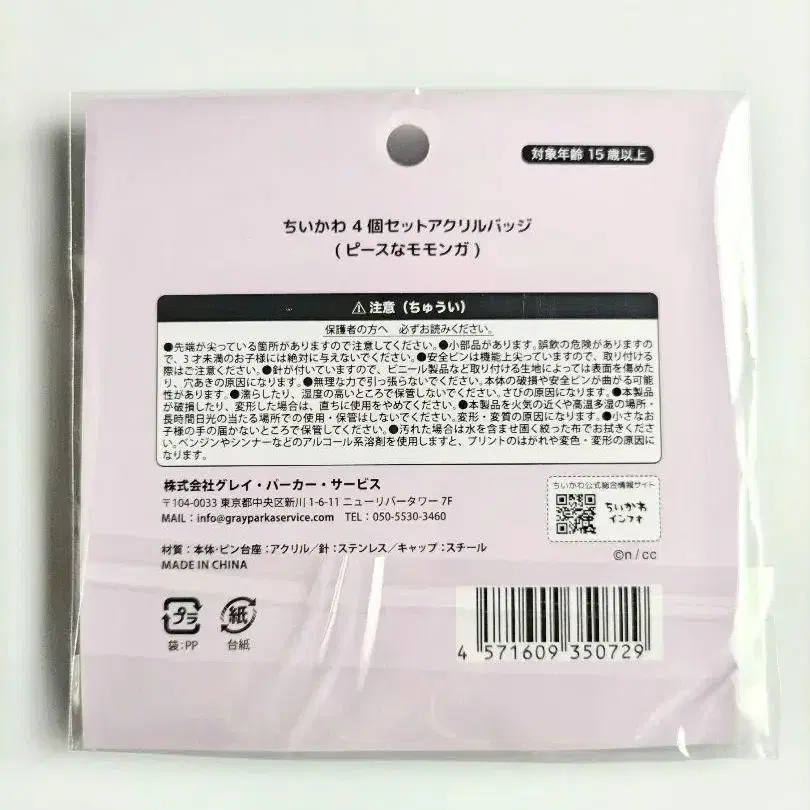 対象年齢 15歳以上
ちいかわ 4個セットアクリルバッジ
(ピースなモモンガ)
⚠注意(ちゅうい)
保護者の方へ 必ずお読みください。
●先端が尖っている箇所がありますので注意してください。●小部品があります。誤飲の危険がありますの
で、3才未満のお子様には絶対に与えないでください。●安全ピンは機能上尖っていますので、取り付ける
際はご注意ください。●針が付いていますので、ビニール製品など取り付ける生地によっては表面を傷めた
り、穴あきの原因になります。●無理な力で引っ張らないでください。本体の破損や安全ピンが曲がる可能
性があります。●濡らしたり、湿度の高いところで保管しないでください。さびの原因になります。●本製品
が破損したり、変形した場合は、直ちに使用をやめてください。●本製品を火気の近くや高温多湿の場所・
長時間日光の当たる場所での使用・保管はしないでください。変形・変質の原因になります。●小さなお
子様の手の届かないところで保管してください。●汚れた場合は水を含ませ固く絞った布でお拭きください。
ベンジンやシンナーなどのアルコール系溶剤を使用しますと、プリントのはがれや変色・変形の原因に
なります。
株式会社グレイ・パーカー・サービス
〒104-0033 東京都中央区新川 1-6-11 ニューリバータワー 7F
MAIL:info@grayparkaservice.com TEL:050-5530-3460
ちいかわ公式総合情報サイト
ちいかわ
インフォ
材質:本体・ピン台座:アクリル/針:ステンレス/キャップ:スチール
MADE IN CHINA
©n/cc
プラ
袋:PP
紙
台紙
4 571609 350729